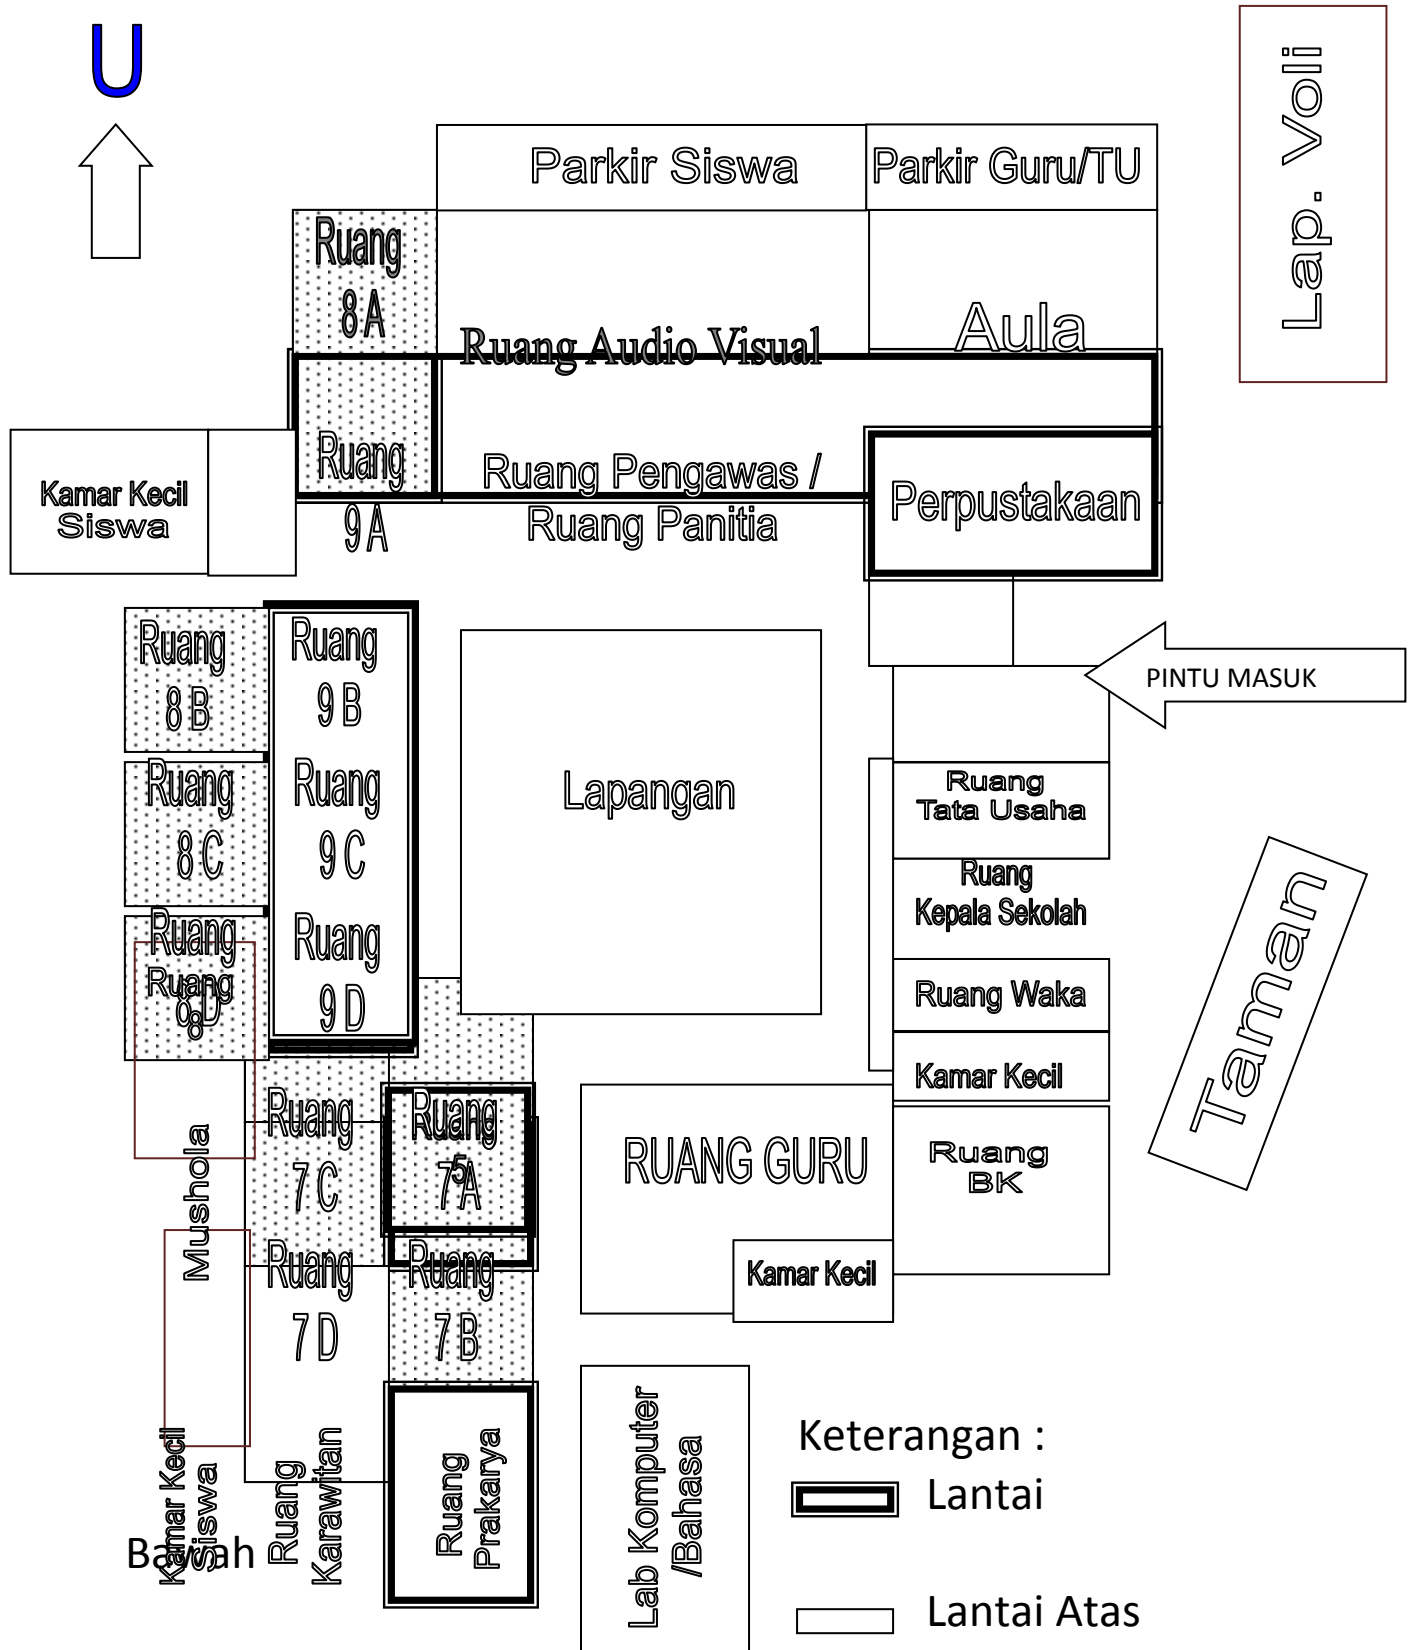 U
Lap. Voli
Parkir Siswa
Parkir Guru/TU
Ruang
8 A
Aula
Ruang Audio Visual
Ruang
9 A
Ruang Pengawas /
Ruang Panitia
Perpustakaan
Kamar Kecil
Siswa
Ruang
8 B
Ruang
9 B
PINTU MASUK
Ruang
8 C
Ruang
9 C
Lapangan
Ruang
Tata Usaha
Ruang
Kepala Sekolah
Ruang
8 D
Ruang
8
Ruang
9 D
Ruang Waka
Kamar Kecil
Taman
Ruang
7 C
Ruang
7 A
5
RUANG GURU
Ruang
BK
Mushola
Ruang
7 D
Ruang
7 B
Kamar Kecil
Kamar Kecil
Siswa
Ruang
Karawitan
Ruang
Prakarya
Lab Komputer
/Bahasa
Keterangan :
Lantai
Bawah
Lantai Atas